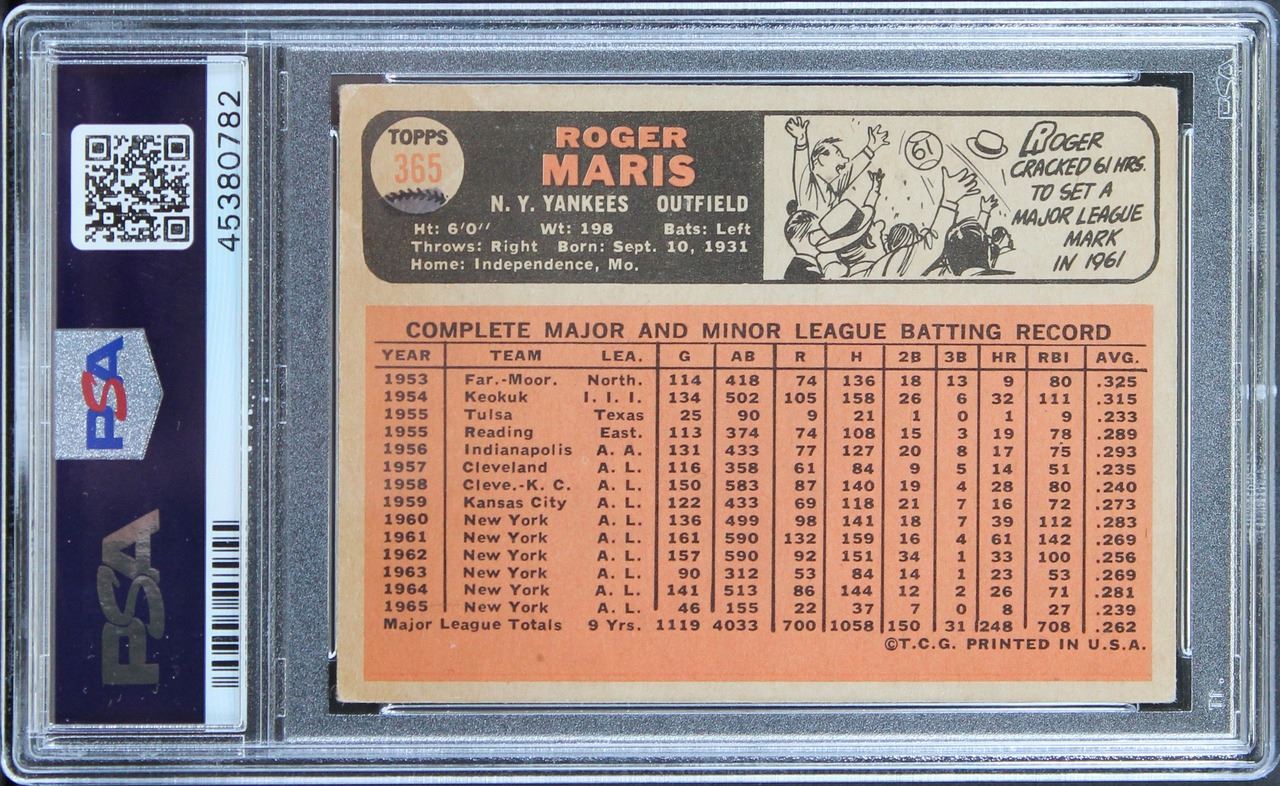 45380782
PSA
PSA
PSA
TOPPS
365
ROGER
MARIS
N. Y. YANKEES OUTFIELD
Ht: 6'0'' Wt: 198 Bats: Left
Throws: Right Born: Sept. 10, 1931
Home: Independence, Mo.
61
ROGER
CRACKED 61 HRS.
TO SET A
MAJOR LEAGUE
MARK
IN 1961
COMPLETE MAJOR AND MINOR LEAGUE BATTING RECORD
YEAR TEAM LEA. G AB R H 2B 3B HR RBI AVG.
1953 Far.-Moor. North. 114 418 74 136 18 13 9 80 .325
1954 Keokuk I. I. I. 134 502 105 158 26 6 32 111 .315
1955 Tulsa Texas 25 90 9 21 1 0 1 9 .233
1955 Reading East. 113 374 74 108 15 3 19 78 .289
1956 Indianapolis A. A. 131 433 77 127 20 8 17 75 .293
1957 Cleveland A. L. 116 358 61 84 9 5 14 51 .235
1958 Cleve.-K. C. A. L. 150 583 87 140 19 4 28 80 .240
1959 Kansas City A. L. 122 433 69 118 21 7 16 72 .273
1960 New York A. L. 136 499 98 141 18 7 39 112 .283
1961 New York A. L. 161 590 132 159 16 4 61 142 .269
1962 New York A. L. 157 590 92 151 34 1 33 100 .256
1963 New York A. L. 90 312 53 84 14 1 23 53 .269
1964 New York A. L. 141 513 86 144 12 2 26 71 .281
1965 New York A. L. 46 155 22 37 7 0 8 27 .239
Major League Totals 9 Yrs. 1119 4033 700 1058 150 31 248 708 .262
©T.C.G. PRINTED IN U.S.A.